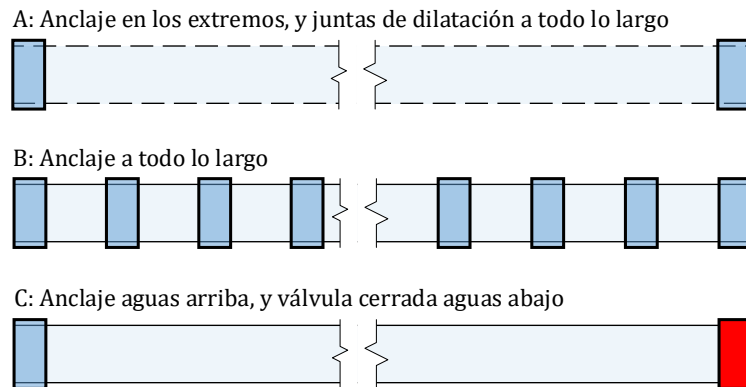 A: Anclaje en los extremos, y juntas de dilatación a todo lo largo
B: Anclaje a todo lo largo
C: Anclaje aguas arriba, y válvula cerrada aguas abajo